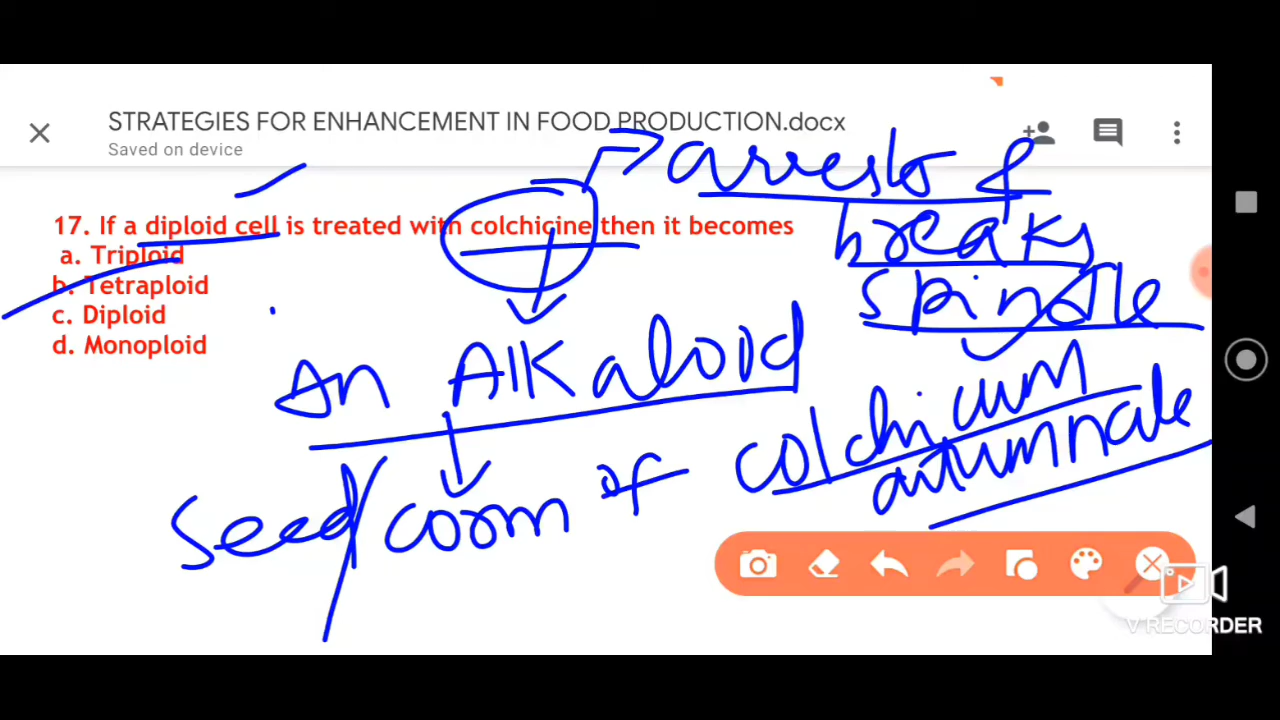 STRATEGIES FOR ENHANCEMENT IN FOOD PRODUCTION.docx
Saved on device
arrests &
breaks
spindle
17. If a diploid cell is treated with colchicine then it becomes
a. Triploid
b. Tetraploid
c. Diploid
d. Monoploid
An Alkaloid
Seed/corm of colchicum
autumnale
V RECORDER